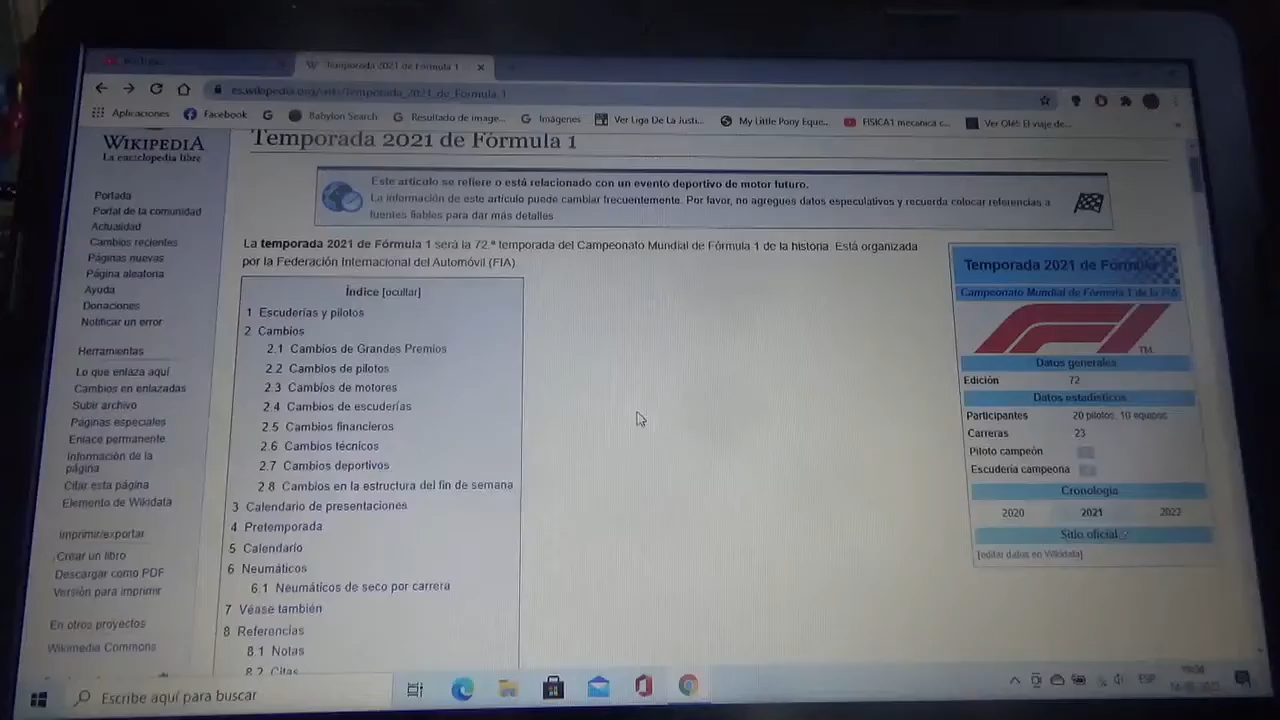 Temporada 2021 de Fórmula 1
es.wikipedia.org/wiki/Temporada_2021_de_Fórmula_1
Aplicaciones
Facebook
Babylon Search
Resultado de image...
Imágenes
Ver Liga De La Justi...
My Little Pony Eque...
FISICA1 mecanica c...
Ver Olé!: El viaje de...
WIKIPEDIA
La enciclopedia libre
Portada
Portal de la comunidad
Actualidad
Cambios recientes
Páginas nuevas
Página aleatoria
Ayuda
Donaciones
Notificar un error
Herramientas
Lo que enlaza aquí
Cambios en enlazadas
Subir archivo
Páginas especiales
Enlace permanente
Información de la
página
Citar esta página
Elemento de Wikidata
Imprimir/exportar
Crear un libro
Descargar como PDF
Versión para imprimir
En otros proyectos
Wikimedia Commons
Temporada 2021 de Fórmula 1
Este artículo se refiere o está relacionado con un evento deportivo de motor futuro.
La información de este artículo puede cambiar frecuentemente. Por favor, no agregues datos especulativos y recuerda colocar referencias a
fuentes fiables para dar más detalles
La temporada 2021 de Fórmula 1 será la 72.ª temporada del Campeonato Mundial de Fórmula 1 de la historia. Está organizada
por la Federación Internacional del Automóvil (FIA)
Índice [ocultar]
1 Escuderías y pilotos
2 Cambios
2.1 Cambios de Grandes Premios
2.2 Cambios de pilotos
2.3 Cambios de motores
2.4 Cambios de escuderías
2.5 Cambios financieros
2.6 Cambios técnicos
2.7 Cambios deportivos
2.8 Cambios en la estructura del fin de semana
3 Calendario de presentaciones
4 Pretemporada
5 Calendario
6 Neumáticos
6.1 Neumáticos de seco por carrera
7 Véase también
8 Referencias
8.1 Notas
8.2 Citas
Temporada 2021 de Fórmula
Campeonato Mundial de Fórmula 1 de la FIA
F1
TM
Datos generales
Edición 72
Datos estadísticos
Participantes 20 pilotos, 10 equipos
Carreras 23
Piloto campeón
Escudería campeona
Cronología
2020 2021 2022
Sitio oficial
[editar datos en Wikidata]
Escribe aquí para buscar
ESP